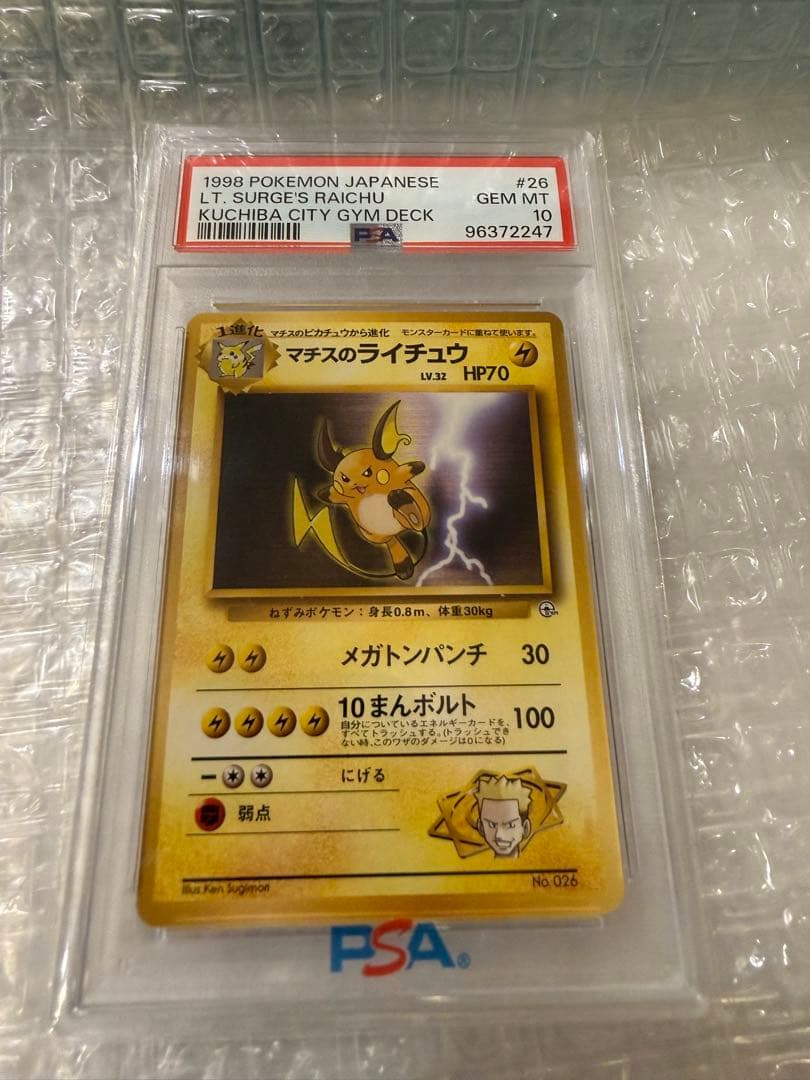 1998 POKEMON JAPANESE #26
LT. SURGE'S RAICHU GEM MT
KUCHIBA CITY GYM DECK 10
PSA 96372247
1進化 マチスのピカチュウから進化 モンスターカードに重ねて使います。
マチスのライチュウ
LV.32 HP70
ねずみポケモン：身長0.8m、体重30kg
メガトンパンチ 30
10まんボルト 100
自分についているエネルギーカードを、
すべてトラッシュする。(トラッシュでき
ない時、このワザのダメージは0になる)
にげる
弱点
Illus. Ken Sugimori No. 026
PSA®